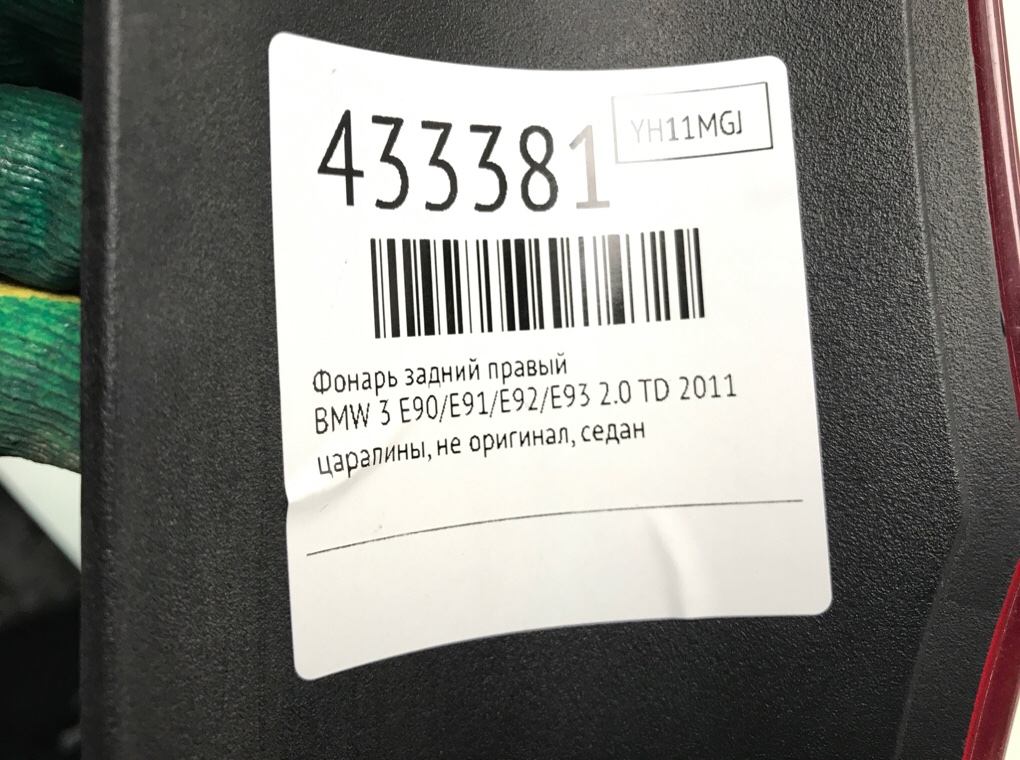 433381
YH11MGJ
Фонарь задний правый
BMW 3 E90/E91/E92/E93 2.0 TD 2011
царапины, не оригинал, седан